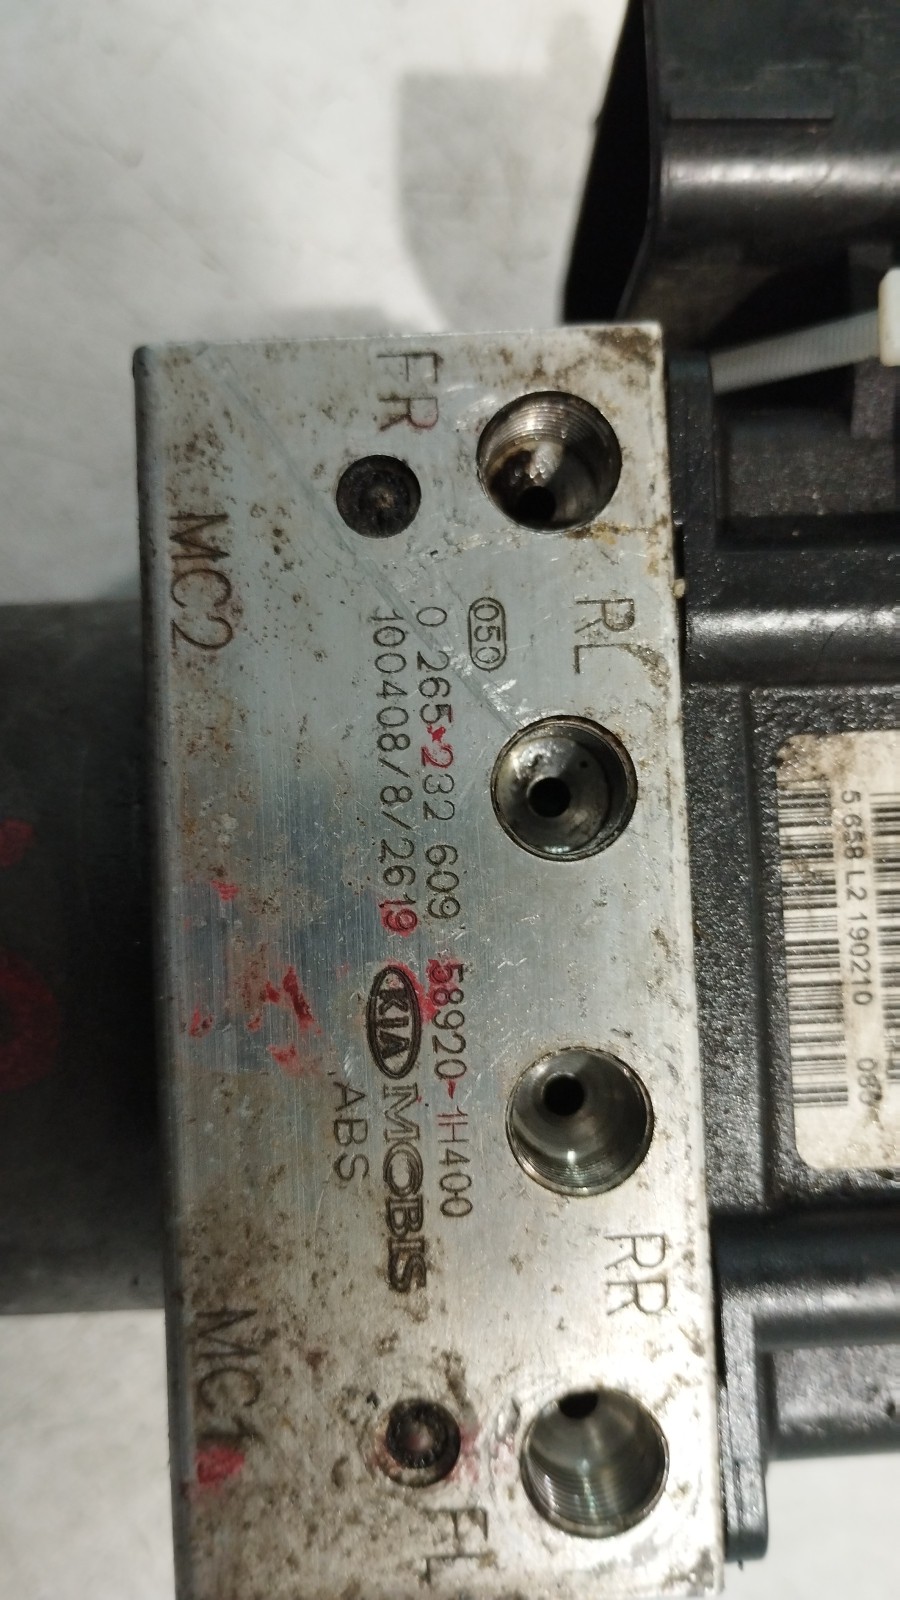 FR
RL
RR
FL
050
0 265 232 609 58920-1H400
100408/8/2619 KIA MOBIS
ABS
MC2
MC1
5 658 L2 190210